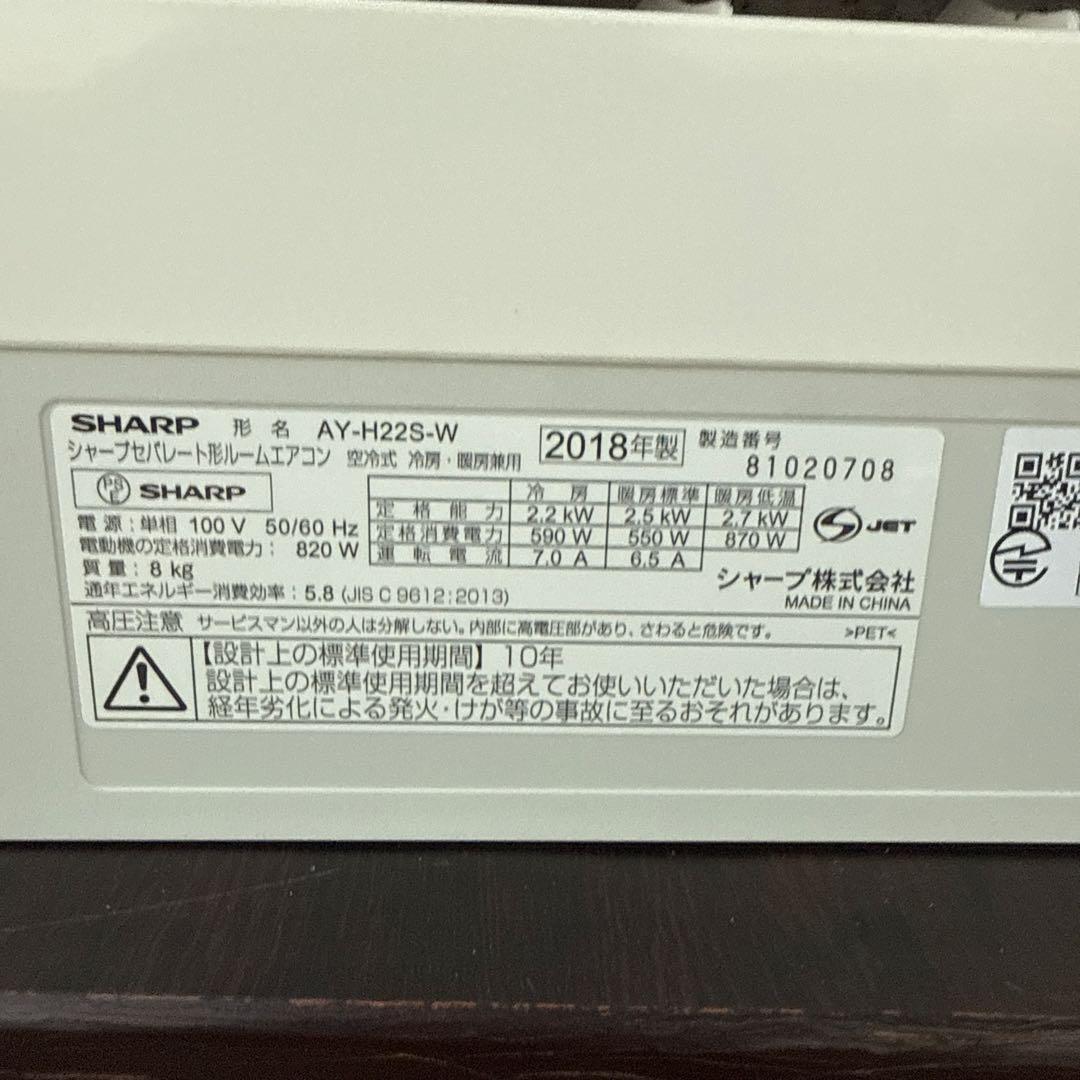 SHARP 形名 AY-H22S-W 2018年製 製造番号 81020708
シャープセパレート形ルームエアコン 空冷式 冷房・暖房兼用
PSE SHARP
電源：単相 100V 50/60 Hz
電動機の定格消費電力： 820 W
質量：8 kg
通年エネルギー消費効率：5.8 (JIS C 9612:2013)
冷房 暖房標準 暖房低温
定格能力 2.2 kW 2.5 kW 2.7 kW
定格消費電力 590 W 550 W 870 W
運転電流 7.0 A 6.5 A
JET
シャープ株式会社
MADE IN CHINA
高圧注意 サービスマン以外の人は分解しない。内部に高電圧部があり、さわると危険です。 >PET<
【設計上の標準使用期間】10年
設計上の標準使用期間を超えてお使いいただいた場合は、
経年劣化による発火・けが等の事故に至るおそれがあります。